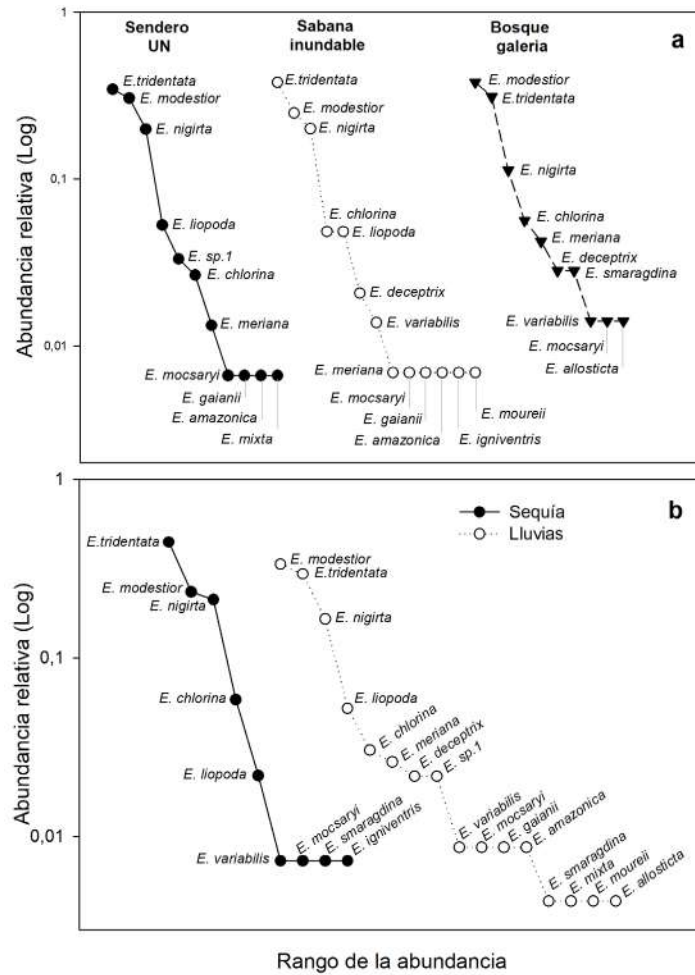 Abundancia relativa (Log)
1
0,1
0,01
a
Sendero
UN
E.tridentata
E. modestior
E. nigirta
E. liopoda
E. sp.1
E. chlorina
E. meriana
E. mocsaryi
E. gaianii
E. amazonica
E. mixta
Sabana
inundable
E.tridentata
E. modestior
E. nigirta
E. chlorina
E. liopoda
E. deceptrix
E. variabilis
E. meriana
E. mocsaryi
E. gaianii
E. amazonica
E. igniventris
E. moureii
Bosque
galeria
E. modestior
E.tridentata
E. nigirta
E. chlorina
E. meriana
E. deceptrix
E. smaragdina
E. variabilis
E. mocsaryi
E. allosticta
Abundancia relativa (Log)
1
0,1
0,01
b
Sequía
Lluvias
E.tridentata
E. modestior
E. nigirta
E. chlorina
E. liopoda
E. variabilis
E. mocsaryi
E. smaragdina
E. igniventris
E. modestior
E.tridentata
E. nigirta
E. liopoda
E. chlorina
E. meriana
E. deceptrix
E. sp.1
E. variabilis
E. mocsaryi
E. gaianii
E. amazonica
E. smaragdina
E. mixta
E. moureii
E. allosticta
Rango de la abundancia